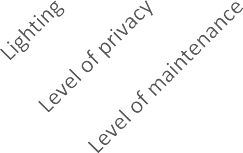 Lighting
Level of privacy
Level of maintenance